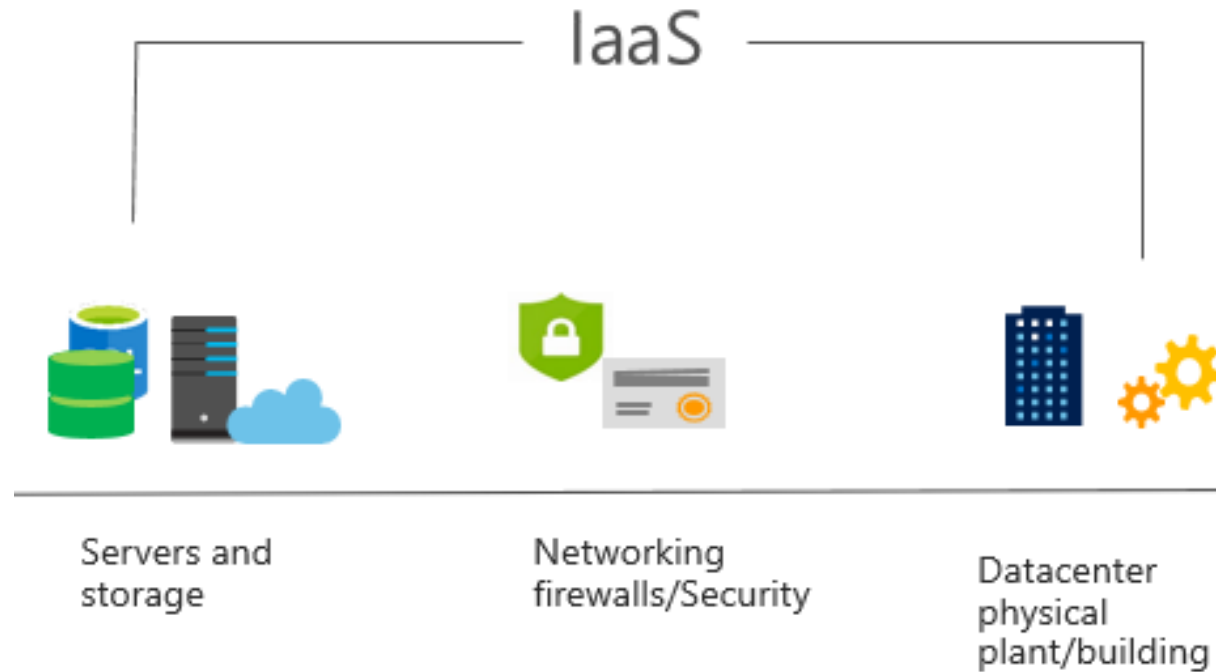 IaaS
Servers and
storage
Networking
firewalls/Security
Datacenter
physical
plant/building